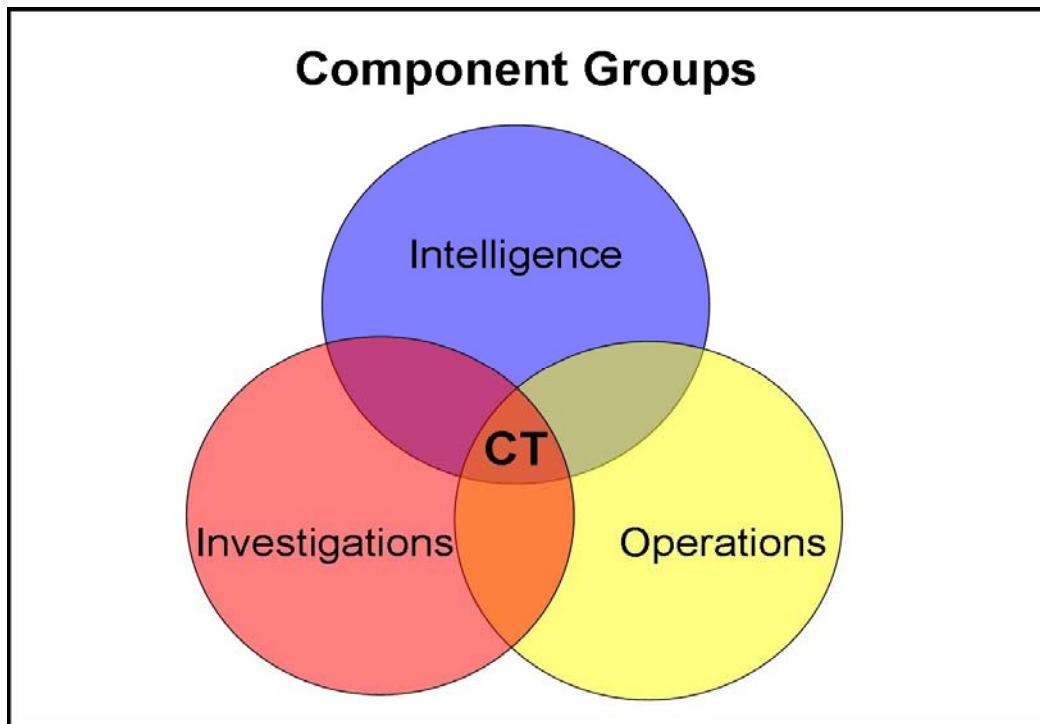 Component Groups
Intelligence
CT
Investigations
Operations